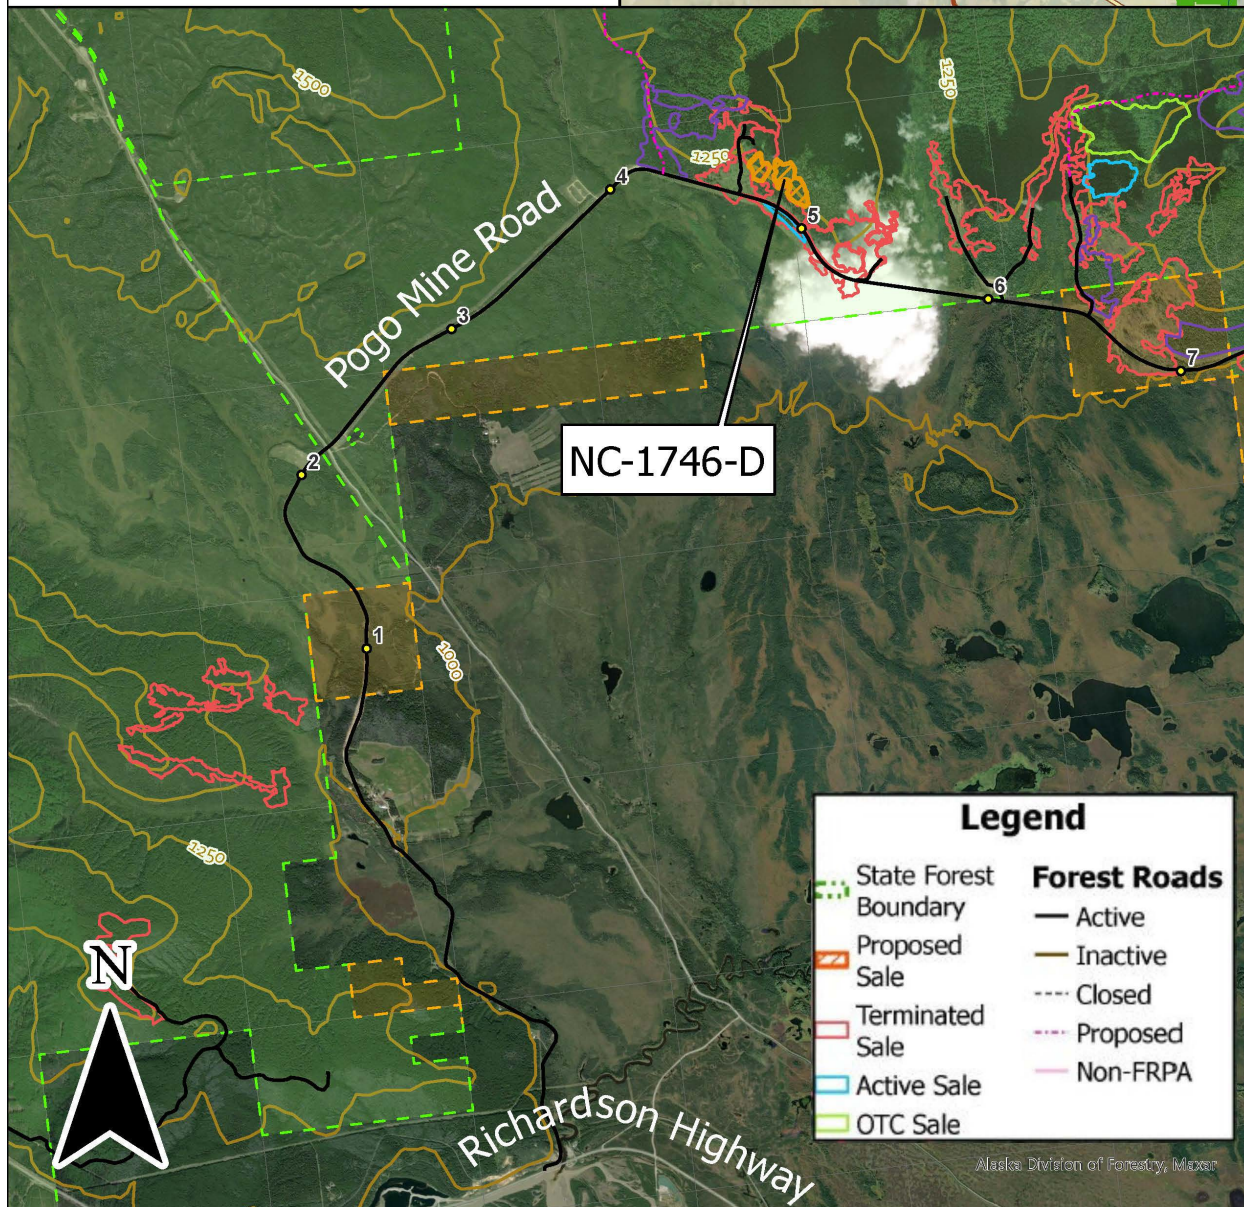 1500
1250
1250
4
5
Pogo Mine Road
3
6
7
2
NC-1746-D
1
1000
1250
N
Richardson Highway
Legend
State Forest
Boundary
Proposed
Sale
Terminated
Sale
Active Sale
OTC Sale
Forest Roads
Active
Inactive
Closed
Proposed
Non-FRPA
Alaska Division of Forestry, Maxar